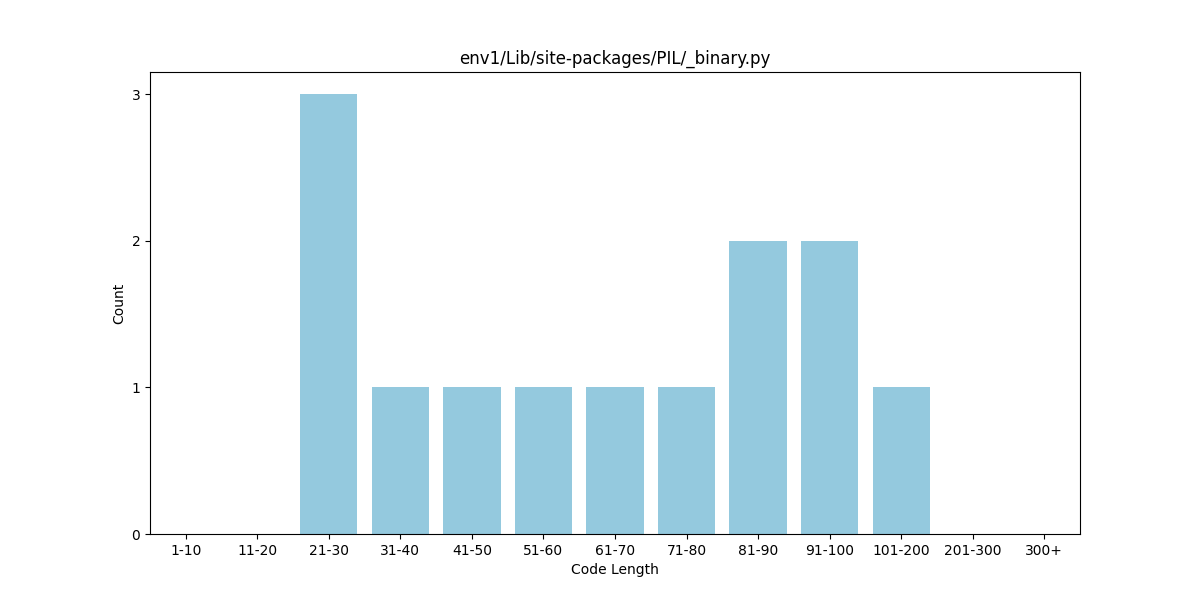 env1/Lib/site-packages/PIL/_binary.py
3
2
1
0
Count
1-10 11-20 21-30 31-40 41-50 51-60 61-70 71-80 81-90 91-100 101-200 201-300 300+
Code Length